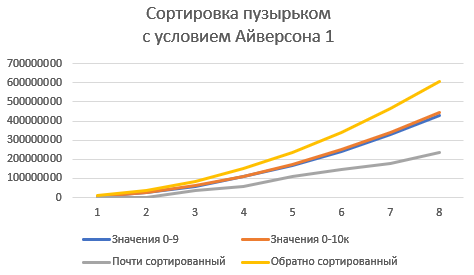 Сортировка пузырьком
с условием Айверсона 1
700000000
600000000
500000000
400000000
300000000
200000000
100000000
0
1 2 3 4 5 6 7 8
Значения 0-9 Значения 0-10к
Почти сортированный Обратно сортированный